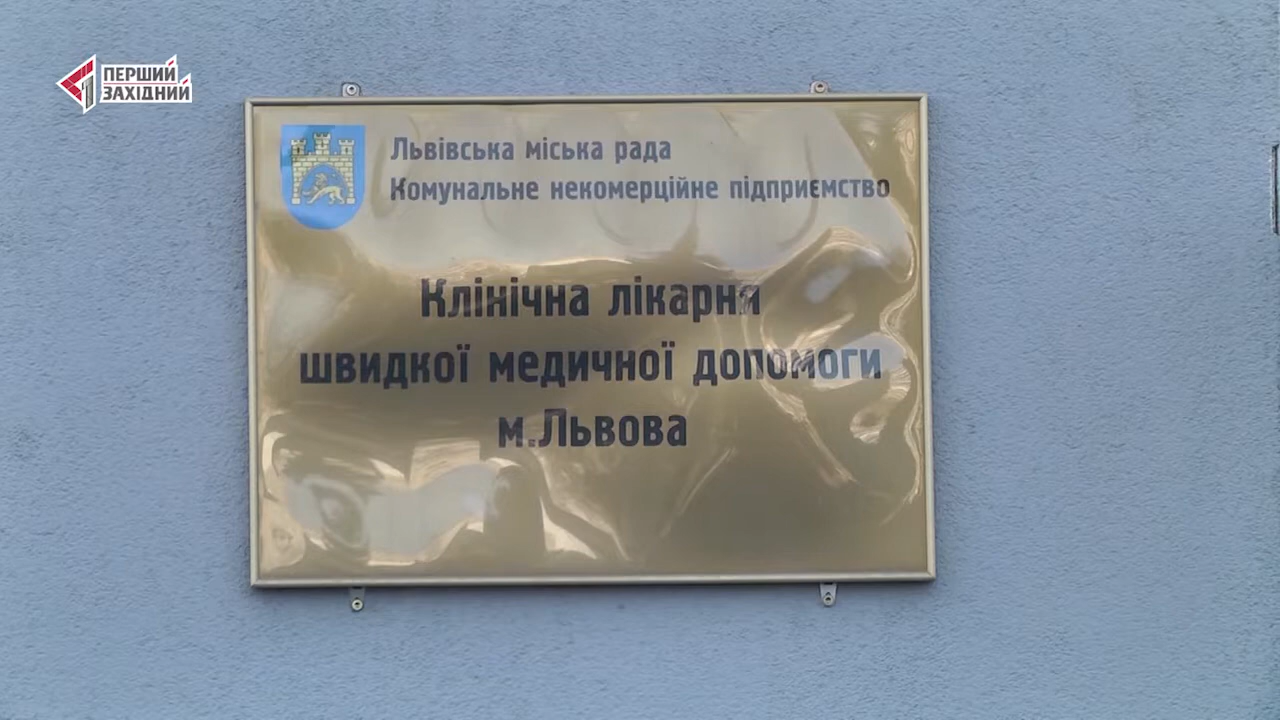 ПЕРШИЙ
ЗАХІДНИЙ
Львівська міська рада
Комунальне некомерційне підприємство
Клінічна лікарня
швидкої медичної допомоги
м.Львова